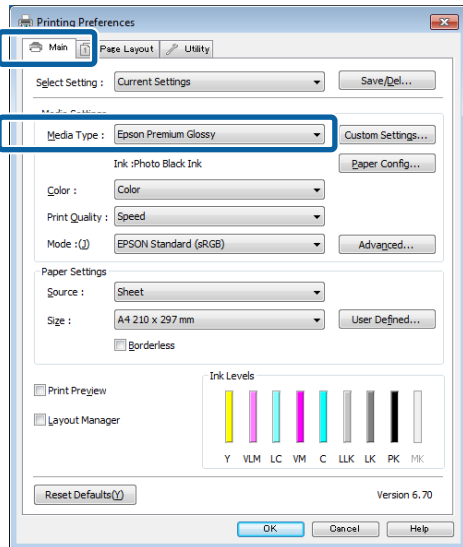 Printing Preferences
Main Page Layout Utility
Select Setting : Current Settings Save/Del...
Media Settings
Media Type : Epson Premium Glossy Custom Settings...
Ink :Photo Black Ink Paper Config...
Color : Color
Print Quality : Speed
Mode :(J) EPSON Standard (sRGB) Advanced...
Paper Settings
Source : Sheet
Size : A4 210 x 297 mm User Defined...
Borderless
Ink Levels
Print Preview
Layout Manager
Y VLM LC VM C LLK LK PK MK
Reset Defaults(Y) Version 6.70
OK Cancel Help